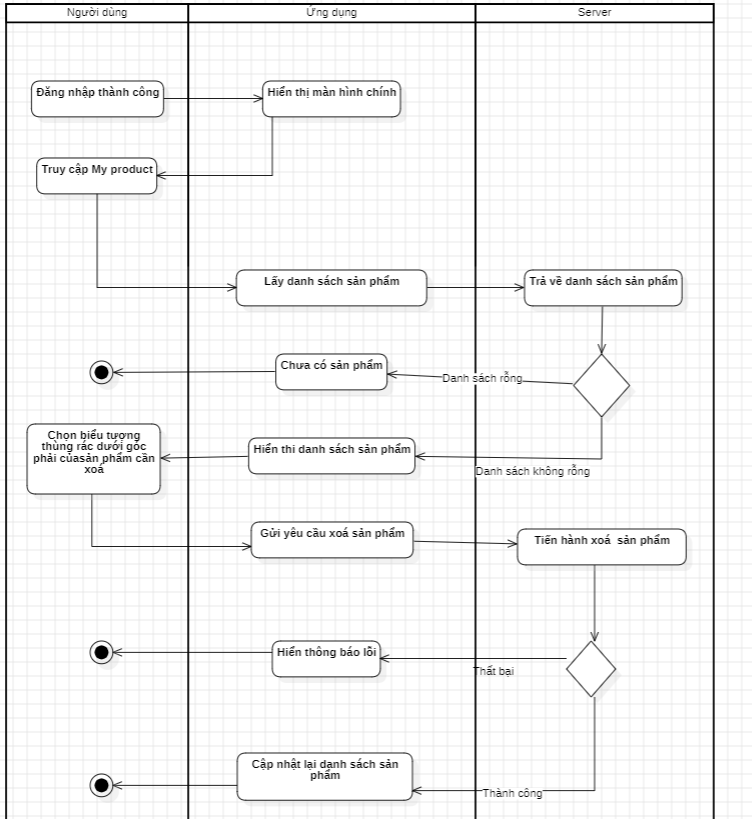 Người dùng
Ứng dụng
Server
Đăng nhập thành công
Hiển thị màn hình chính
Truy cập My product
Lấy danh sách sản phẩm
Trả về danh sách sản phẩm
Chưa có sản phẩm
Danh sách rỗng
Chọn biểu tượng
thùng rác dưới góc
phải củasản phẩm cần
xoá
Hiển thi danh sách sản phẩm
Danh sách không rỗng
Gửi yêu cầu xoá sản phẩm
Tiến hành xoá  sản phẩm
Hiển thông báo lỗi
Thất bại
Cập nhật lại danh sách sản
phẩm
Thành công